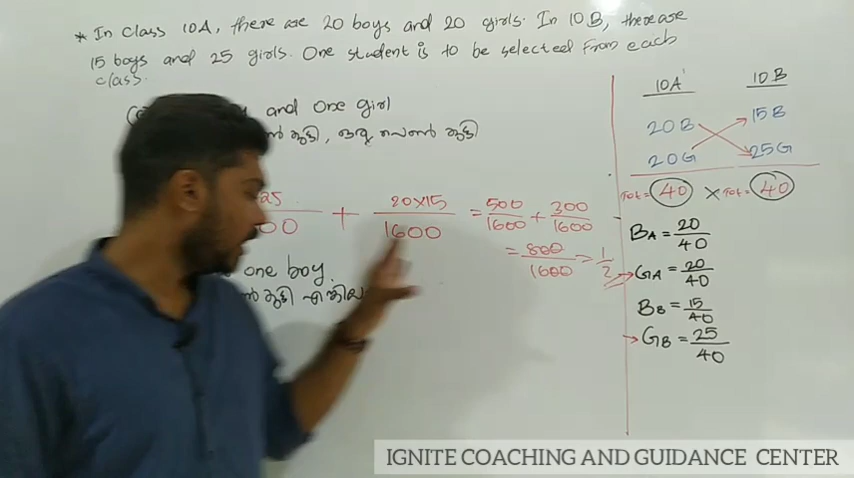 * In class 10A, there are 20 boys and 20 girls. In 10B, there are
15 boys and 25 girls. One student is to be selected from each
class.
and one girl
കുട്ടി, ഒരു പെൺ കുട്ടി
25 + 20×15 = 500 + 300
00 1600 1600 1600
= 800 = 1
1600 2
one boy.
കുട്ടി
10A 10B
20B 15B
20G 25G
Tot = 40 × Tot = 40
B_A = 20/40
G_A = 20/40
B_B = 15/40
G_B = 25/40
IGNITE COACHING AND GUIDANCE CENTER